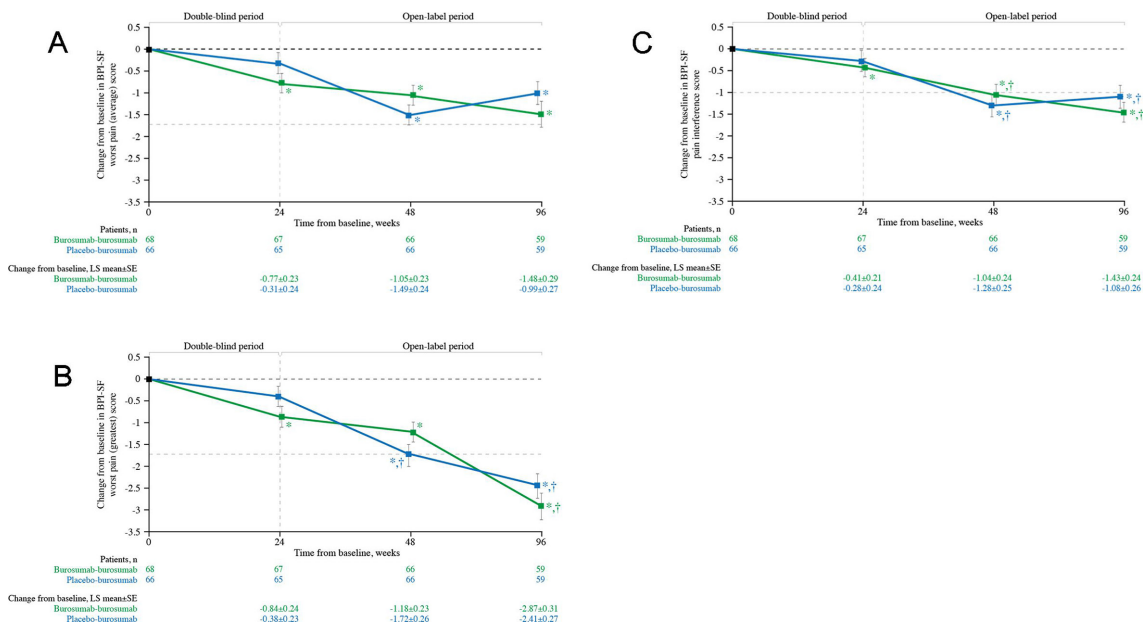 A
Double-blind period Open-label period
Change from baseline in BPI-SF
worst pain (average) score
0.5
0
-0.5
-1
-1.5
-2
-2.5
-3
-3.5
* * * * *
0 24 48 96
Time from baseline, weeks
Patients, n
Burosumab-burosumab 68 67 66 59
Placebo-burosumab 66 65 66 59
Change from baseline, LS mean±SE
Burosumab-burosumab -0.77±0.23 -1.05±0.23 -1.48±0.29
Placebo-burosumab -0.31±0.24 -1.49±0.24 -0.99±0.27
B
Double-blind period Open-label period
Change from baseline in BPI-SF
worst pain (greatest) score
0.5
0
-0.5
-1
-1.5
-2
-2.5
-3
-3.5
* *,† * *,† *,†
0 24 48 96
Time from baseline, weeks
Patients, n
Burosumab-burosumab 68 67 66 59
Placebo-burosumab 66 65 66 59
Change from baseline, LS mean±SE
Burosumab-burosumab -0.84±0.24 -1.18±0.23 -2.87±0.31
Placebo-burosumab -0.38±0.23 -1.72±0.26 -2.41±0.27
C
Double-blind period Open-label period
Change from baseline in BPI-SF
pain interference score
0.5
0
-0.5
-1
-1.5
-2
-2.5
-3
-3.5
* *,† *,† *,† *,†
0 24 48 96
Time from baseline, weeks
Patients, n
Burosumab-burosumab 68 67 66 59
Placebo-burosumab 66 65 66 59
Change from baseline, LS mean±SE
Burosumab-burosumab -0.41±0.21 -1.04±0.24 -1.43±0.24
Placebo-burosumab -0.28±0.24 -1.28±0.25 -1.08±0.26